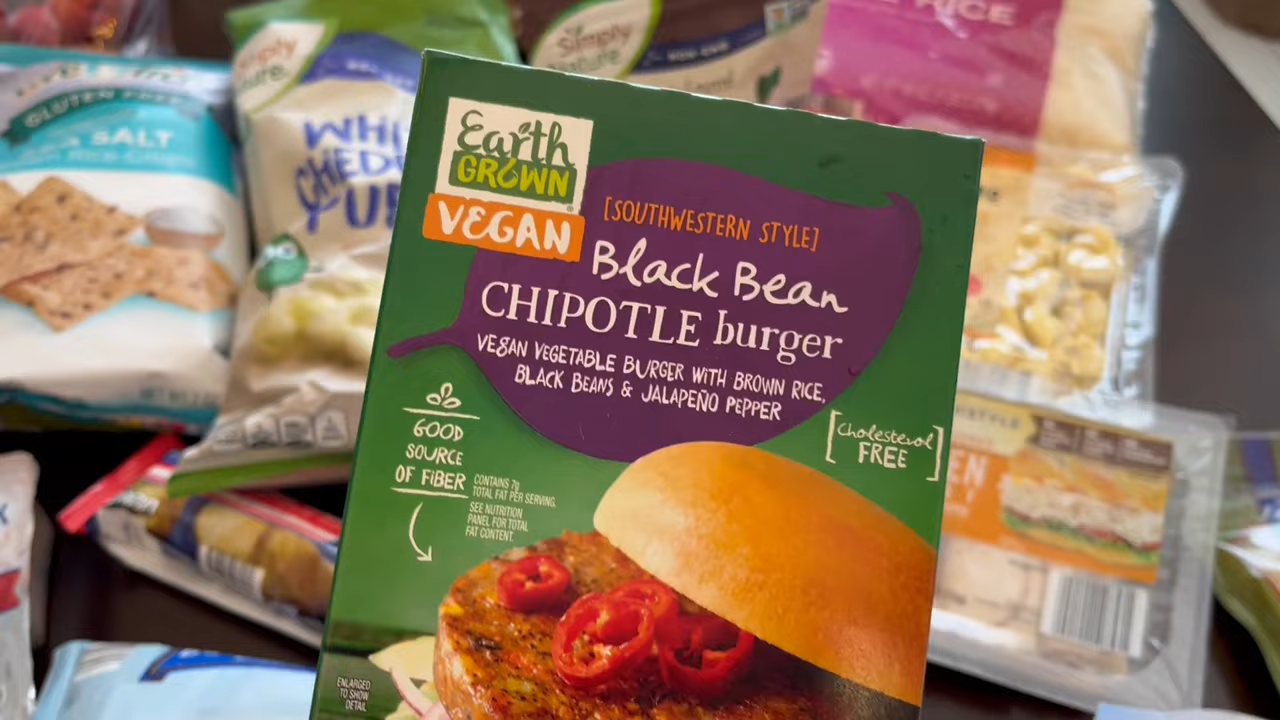 Earth
GROWN
VEGAN
[SOUTHWESTERN STYLE]
Black Bean
CHIPOTLE burger
VEGAN VEGETABLE BURGER WITH BROWN RICE,
BLACK BEANS & JALAPEÑO PEPPER
GOOD
SOURCE
OF FIBER
CONTAINS 7g
TOTAL FAT PER SERVING.
SEE NUTRITION
PANEL FOR TOTAL
FAT CONTENT.
[Cholesterol
FREE]
ENLARGED
TO SHOW
DETAIL
GLUTEN FREE
SALT
Simply
Nature
Simply
RICE